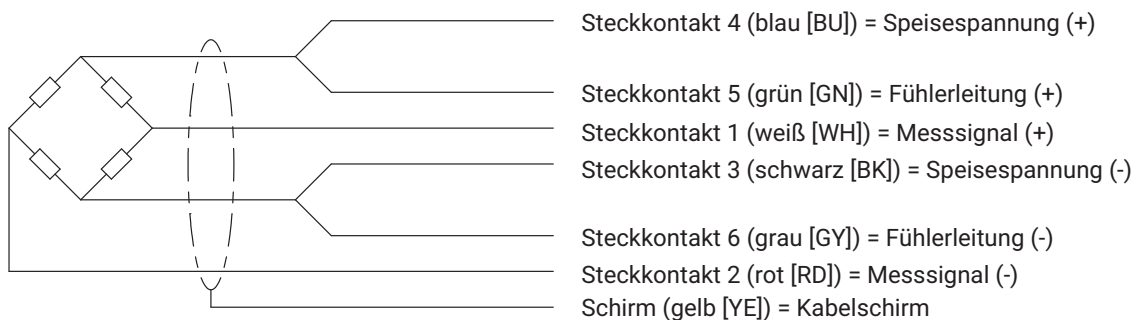 Steckkontakt 4 (blau [BU]) = Speisespannung (+)
Steckkontakt 5 (grün [GN]) = Fühlerleitung (+)
Steckkontakt 1 (weiß [WH]) = Messsignal (+)
Steckkontakt 3 (schwarz [BK]) = Speisespannung (-)
Steckkontakt 6 (grau [GY]) = Fühlerleitung (-)
Steckkontakt 2 (rot [RD]) = Messsignal (-)
Schirm (gelb [YE]) = Kabelschirm